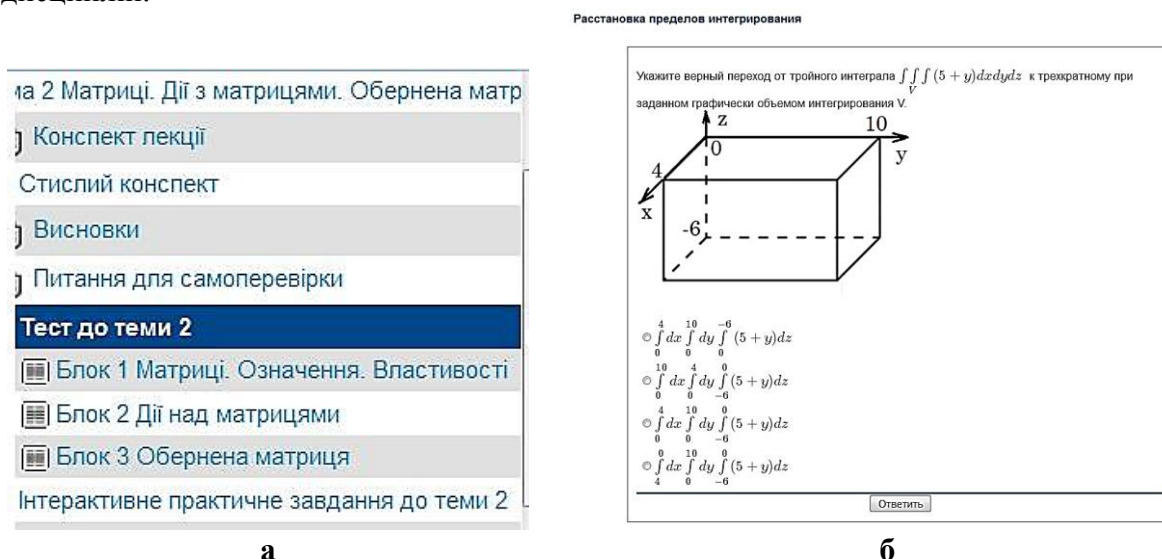 дисциплін.
Расстановка пределов интегрирования
ма 2 Матриці. Дії з матрицями. Обернена матр
Конспект лекції
Стислий конспект
Висновки
Питання для самоперевірки
Тест до теми 2
Блок 1 Матриці. Означення. Властивості
Блок 2 Дії над матрицями
Блок 3 Обернена матриця
Інтерактивне практичне завдання до теми 2
а
Укажите верный переход от тройного интеграла ∫∫∫_V (5 + y)dxdydz к трехкратному при
заданном графически объемом интегрирования V.
z
10
0
y
4
x
-6
∫_0^4 dx ∫_0^10 dy ∫_0^-6 (5 + y)dz
∫_0^10 dx ∫_0^4 dy ∫_-6^0 (5 + y)dz
∫_0^4 dx ∫_0^10 dy ∫_-6^0 (5 + y)dz
∫_4^0 dx ∫_0^10 dy ∫_-6^0 (5 + y)dz
Ответить
б